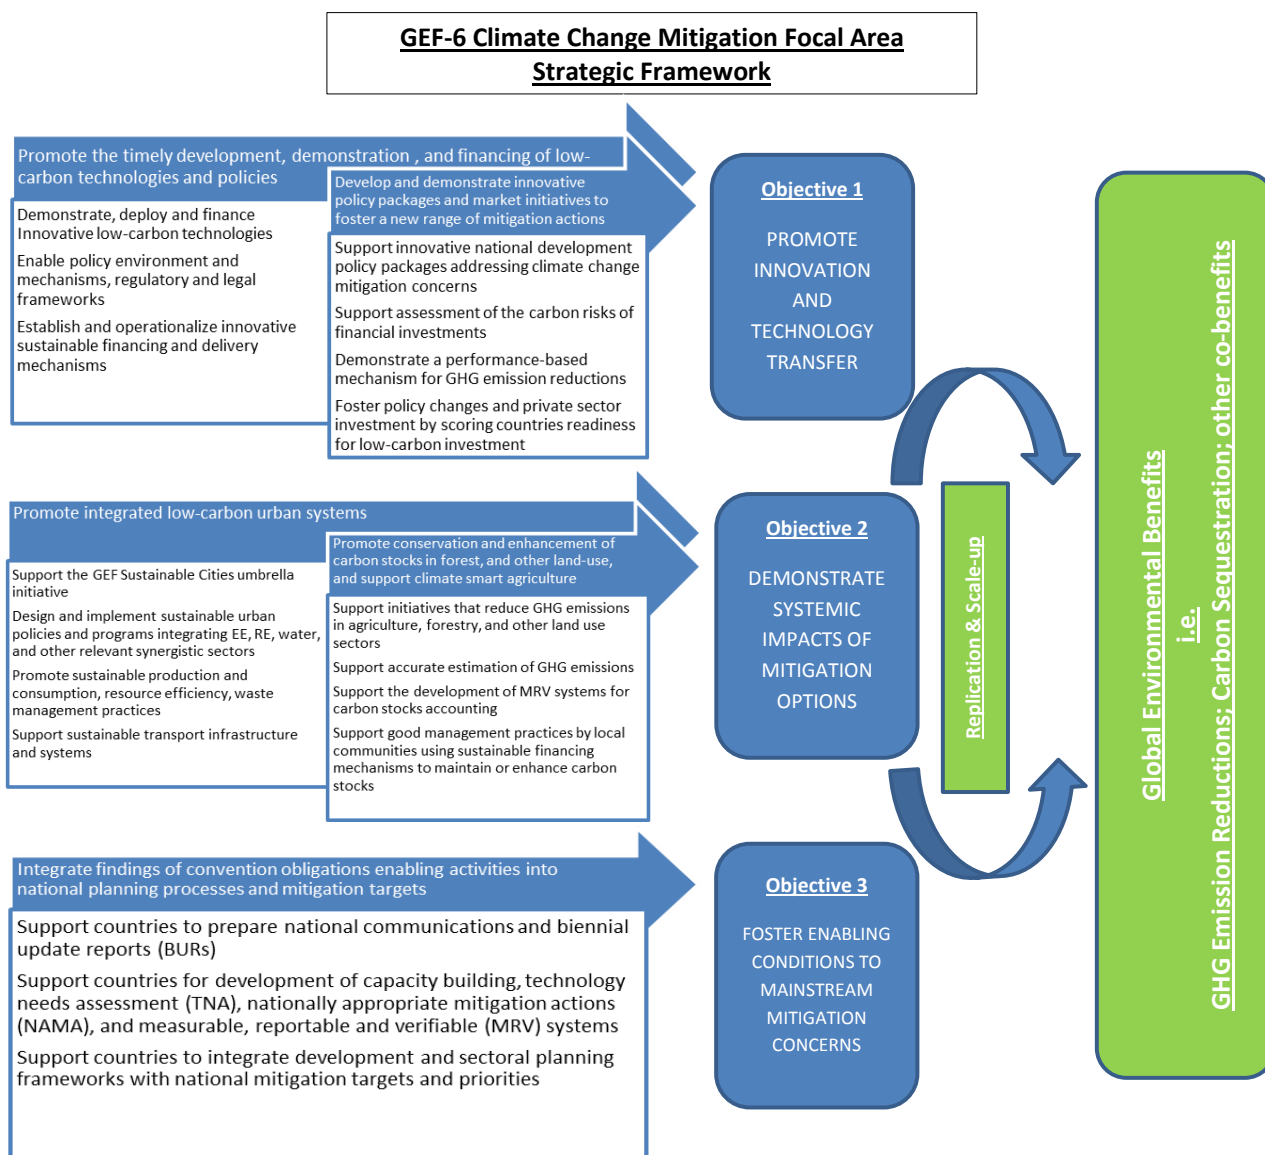 GEF-6 Climate Change Mitigation Focal Area
Strategic Framework
Promote the timely development, demonstration , and financing of low-
carbon technologies and policies
Demonstrate, deploy and finance
Innovative low-carbon technologies
Enable policy environment and
mechanisms, regulatory and legal
frameworks
Establish and operationalize innovative
sustainable financing and delivery
mechanisms
Develop and demonstrate innovative
policy packages and market initiatives to
foster a new range of mitigation actions
Support innovative national development
policy packages addressing climate change
mitigation concerns
Support assessment of the carbon risks of
financial investments
Demonstrate a performance-based
mechanism for GHG emission reductions
Foster policy changes and private sector
investment by scoring countries readiness
for low-carbon investment
Objective 1
PROMOTE
INNOVATION
AND
TECHNOLOGY
TRANSFER
Promote integrated low-carbon urban systems
Support the GEF Sustainable Cities umbrella
initiative
Design and implement sustainable urban
policies and programs integrating EE, RE, water,
and other relevant synergistic sectors
Promote sustainable production and
consumption, resource efficiency, waste
management practices
Support sustainable transport infrastructure
and systems
Promote conservation and enhancement of
carbon stocks in forest, and other land-use,
and support climate smart agriculture
Support initiatives that reduce GHG emissions
in agriculture, forestry, and other land use
sectors
Support accurate estimation of GHG emissions
Support the development of MRV systems for
carbon stocks accounting
Support good management practices by local
communities using sustainable financing
mechanisms to maintain or enhance carbon
stocks
Objective 2
DEMONSTRATE
SYSTEMIC
IMPACTS OF
MITIGATION
OPTIONS
Integrate findings of convention obligations enabling activities into
national planning processes and mitigation targets
Support countries to prepare national communications and biennial
update reports (BURs)
Support countries for development of capacity building, technology
needs assessment (TNA), nationally appropriate mitigation actions
(NAMA), and measurable, reportable and verifiable (MRV) systems
Support countries to integrate development and sectoral planning
frameworks with national mitigation targets and priorities
Objective 3
FOSTER ENABLING
CONDITIONS TO
MAINSTREAM
MITIGATION
CONCERNS
Replication & Scale-up
Global Environmental Benefits
i.e.
GHG Emission Reductions; Carbon Sequestration; other co-benefits